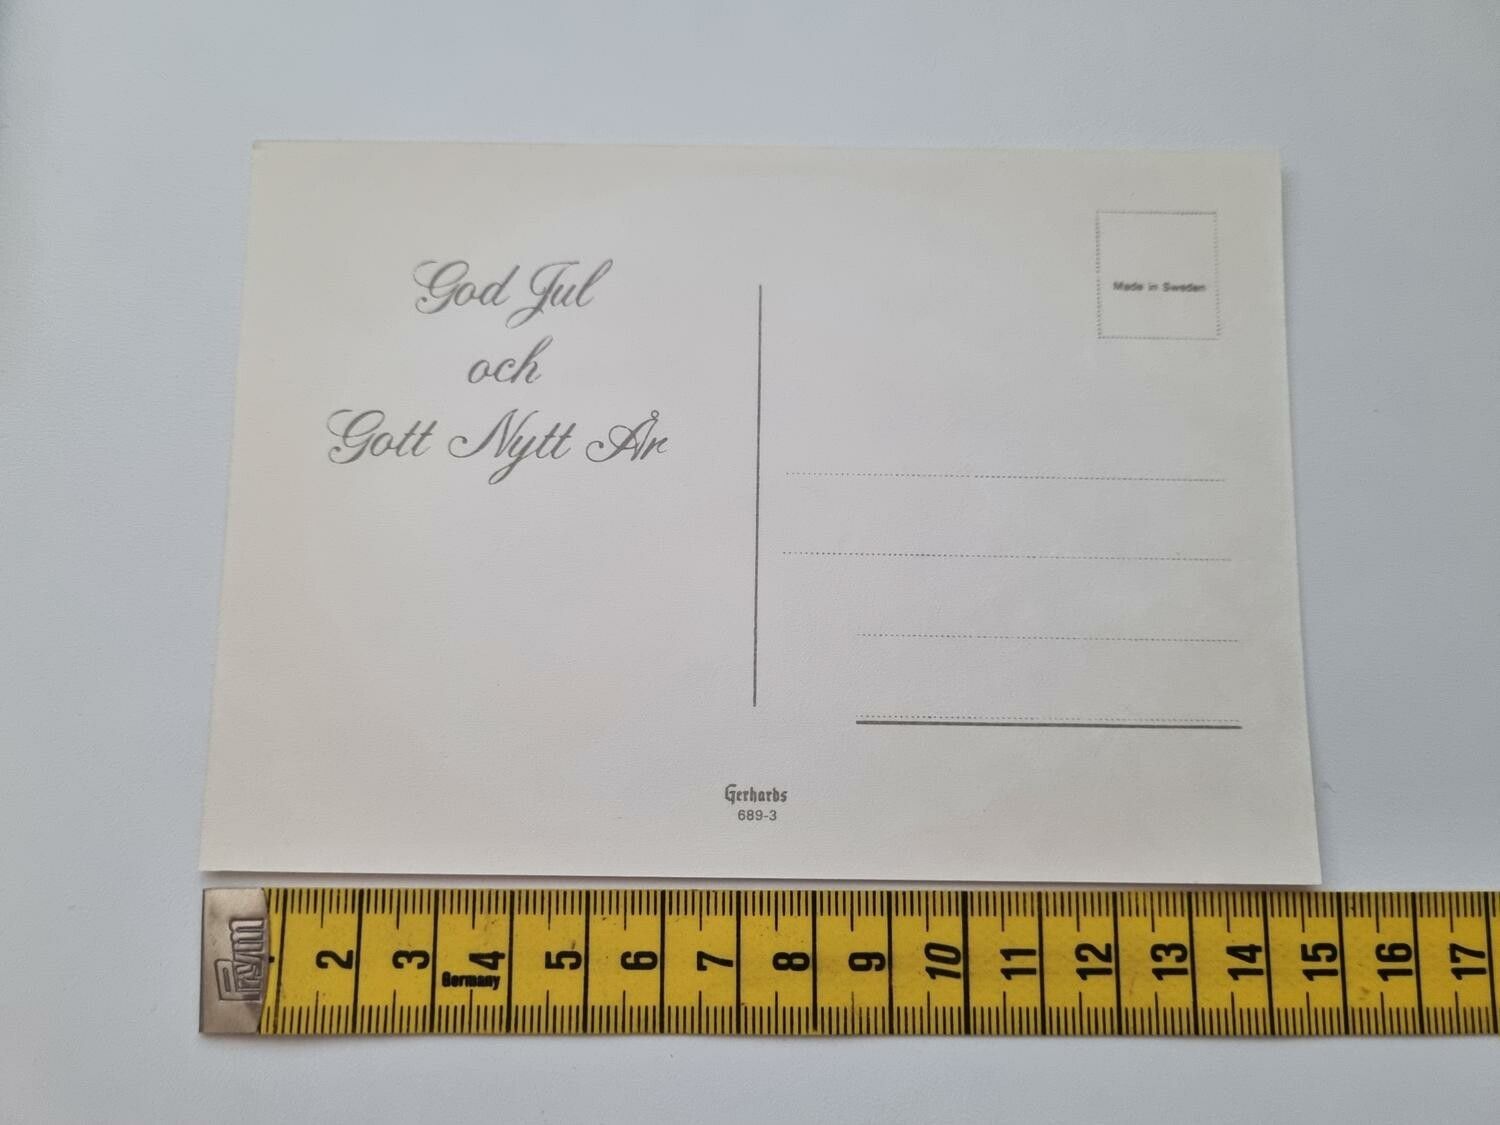 God Jul
och
Gott Nytt År
Made in Sweden
Gerhards
689-3
Prym
2 3 4 5 6 7 8 9 10 11 12 13 14 15 16 17
Germany